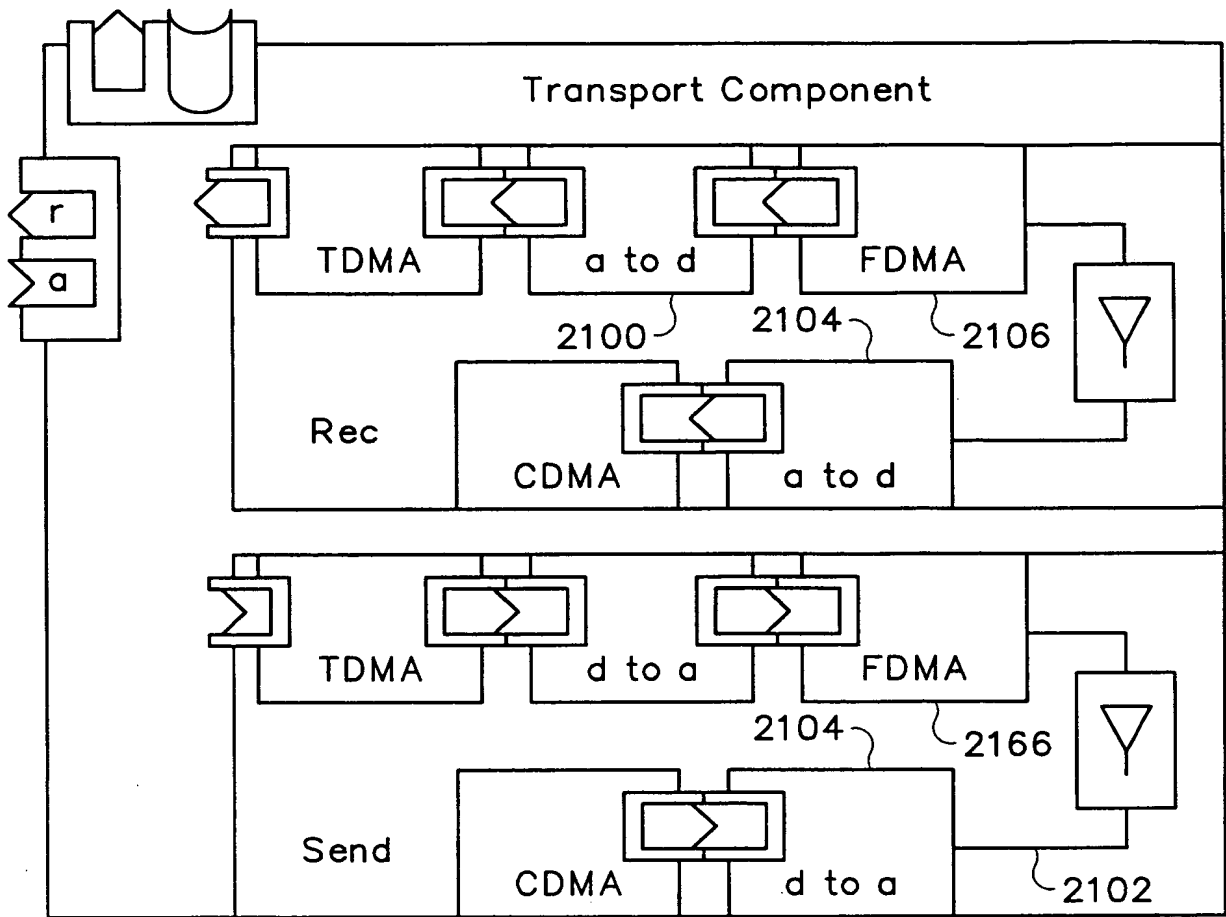 Transport Component
r
a
TDMA
a to d
FDMA
2100
2104
2106
Rec
CDMA
a to d
TDMA
d to a
FDMA
2104
2166
Send
CDMA
d to a
2102